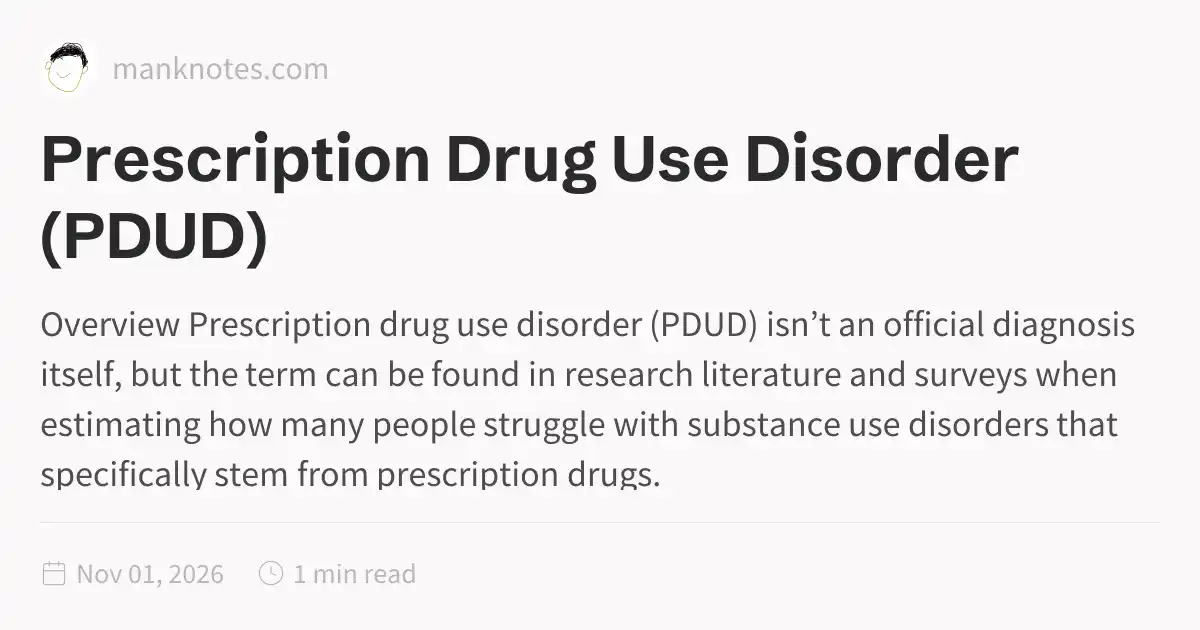 manknotes.com
Prescription Drug Use Disorder
(PDUD)
Overview Prescription drug use disorder (PDUD) isn’t an official diagnosis
itself, but the term can be found in research literature and surveys when
estimating how many people struggle with substance use disorders that
specifically stem from prescription drugs.
Nov 01, 2026 1 min read